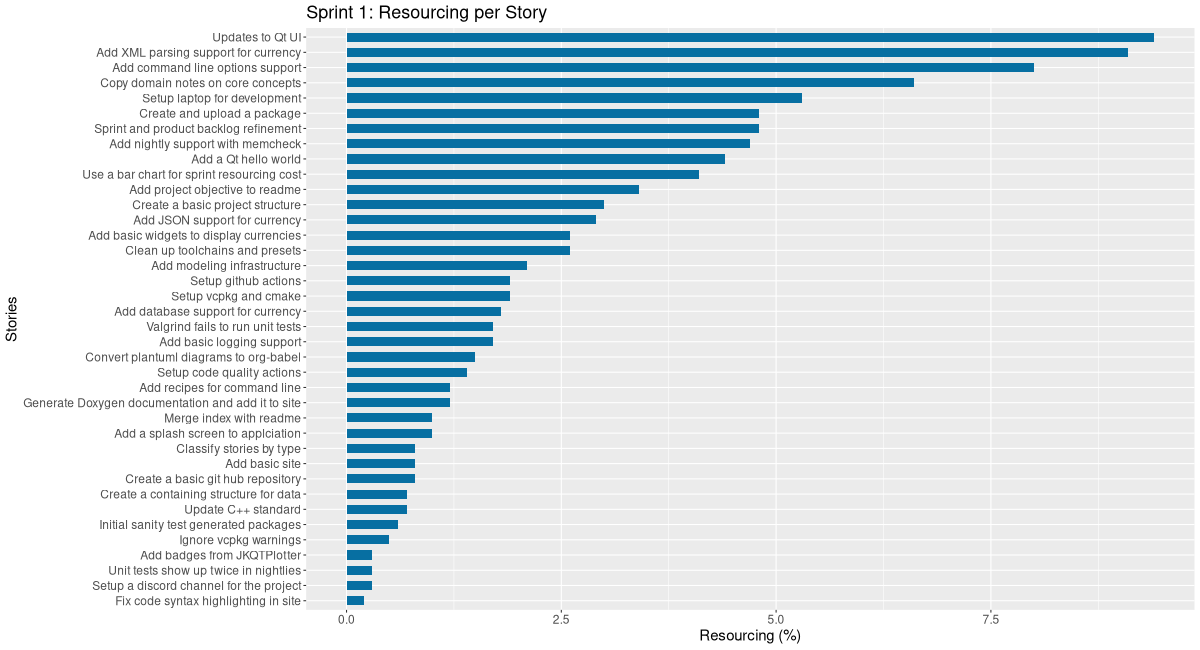 Sprint 1: Resourcing per Story
Updates to Qt UI
Add XML parsing support for currency
Add command line options support
Copy domain notes on core concepts
Setup laptop for development
Create and upload a package
Sprint and product backlog refinement
Add nightly support with memcheck
Add a Qt hello world
Use a bar chart for sprint resourcing cost
Add project objective to readme
Create a basic project structure
Add JSON support for currency
Add basic widgets to display currencies
Clean up toolchains and presets
Add modeling infrastructure
Setup github actions
Setup vcpkg and cmake
Add database support for currency
Valgrind fails to run unit tests
Add basic logging support
Convert plantuml diagrams to org-babel
Setup code quality actions
Add recipes for command line
Generate Doxygen documentation and add it to site
Merge index with readme
Add a splash screen to applciation
Classify stories by type
Add basic site
Create a basic git hub repository
Create a containing structure for data
Update C++ standard
Initial sanity test generated packages
Ignore vcpkg warnings
Add badges from JKQTPlotter
Unit tests show up twice in nightlies
Setup a discord channel for the project
Fix code syntax highlighting in site
Stories
0.0 2.5 5.0 7.5
Resourcing (%)